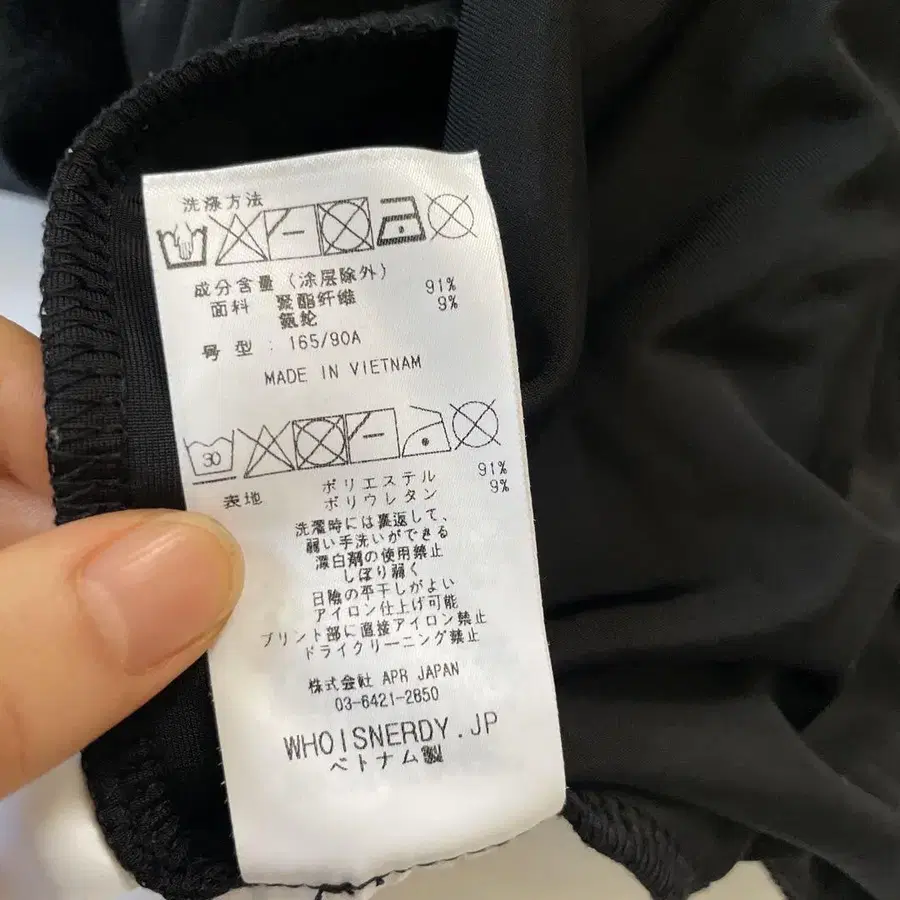 洗涤方法
成分含量 (涂层除外)
面料 聚酯纤维 91%
氨纶 9%
号型 : 165/90A
MADE IN VIETNAM
30
表地 ポリエステル 91%
ポリウレタン 9%
洗濯時には裏返して、
弱い手洗いができる
漂白剤の使用禁止
しぼり弱く
日陰の平干しがよい
アイロン仕上げ可能
プリント部に直接アイロン禁止
ドライクリーニング禁止
株式会社 APR JAPAN
03-6421-2850
WHOISNERDY.JP
ベトナム製